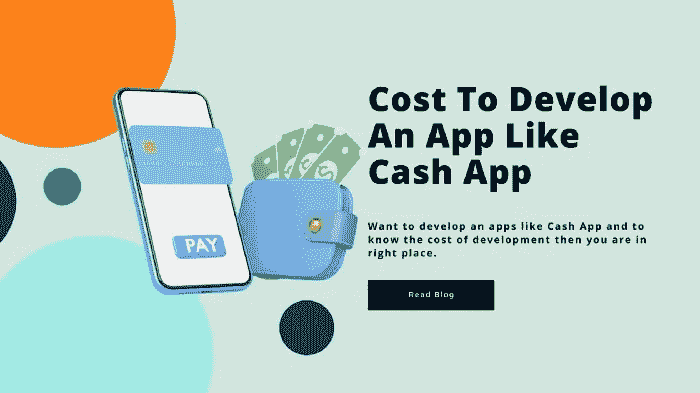 Cost To Develop
An App Like
Cash App
Want to develop an apps like Cash App and to
know the cost of development then you are in
right place.
Read Blog
PAY